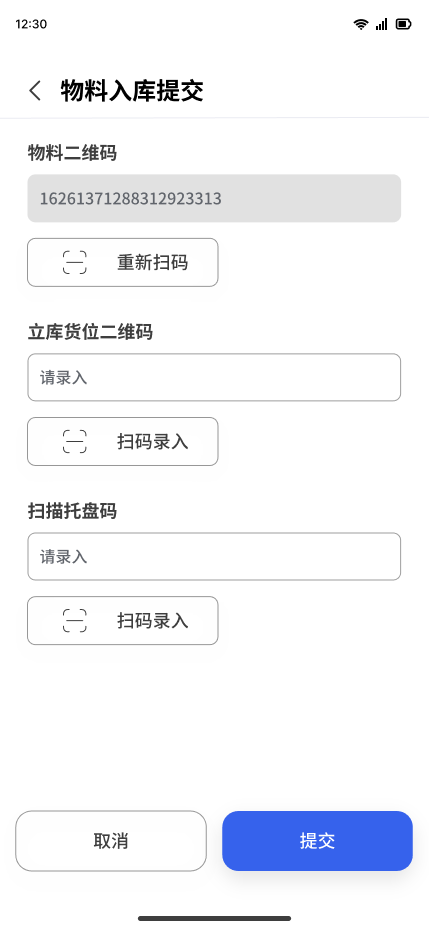 12:30
物料入库提交
物料二维码
16261371288312923313
重新扫码
立库货位二维码
请录入
扫码录入
扫描托盘码
请录入
扫码录入
取消
提交